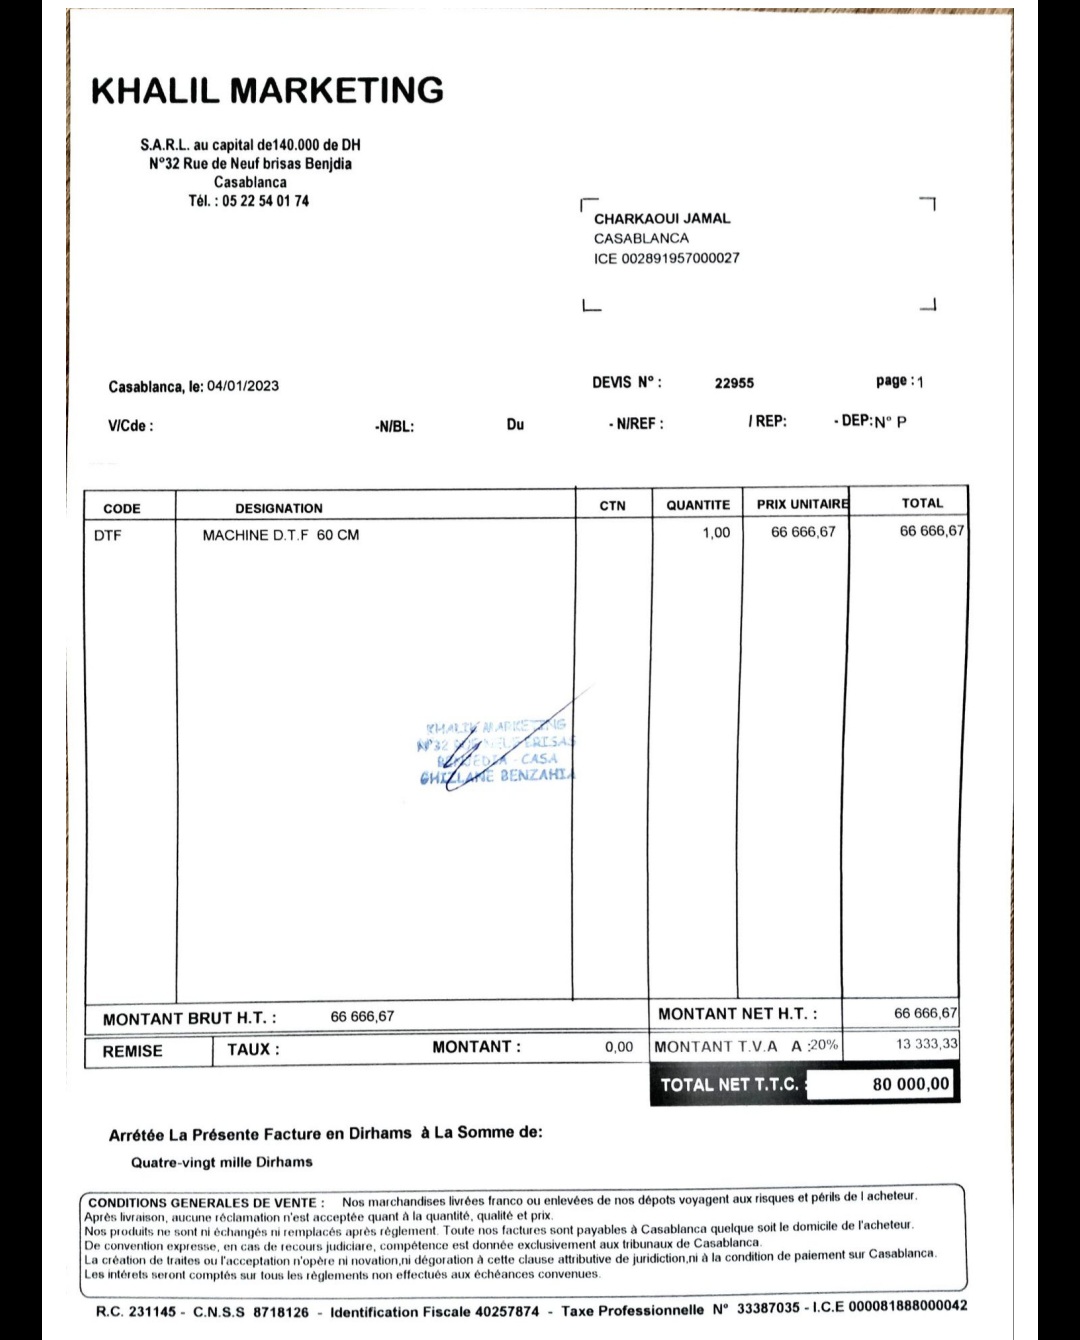 KHALIL MARKETING
S.A.R.L. au capital de140.000 de DH
N°32 Rue de Neuf brisas Benjdia
Casablanca
Tél. : 05 22 54 01 74
CHARKAOUI JAMAL
CASABLANCA
ICE 002891957000027
Casablanca, le: 04/01/2023 DEVIS N° : 22955 page : 1
V/Cde : -N/BL: Du - N/REF : / REP: - DEP: N° P
CODE DESIGNATION CTN QUANTITE PRIX UNITAIRE TOTAL
DTF MACHINE D.T.F 60 CM 1,00 66 666,67 66 666,67
KHALIL MARKETING
N°32
- CASA
GHIZLANE BENZAHIA
MONTANT BRUT H.T. : 66 666,67 MONTANT NET H.T. : 66 666,67
REMISE TAUX : MONTANT : 0,00 MONTANT T.V.A A :20% 13 333,33
TOTAL NET T.T.C. : 80 000,00
Arrétée La Présente Facture en Dirhams à La Somme de:
Quatre-vingt mille Dirhams
CONDITIONS GENERALES DE VENTE : Nos marchandises livrées franco ou enlevées de nos dépots voyagent aux risques et périls de l acheteur.
Après livraison, aucune réclamation n'est acceptée quant à la quantité, qualité et prix.
Nos produits ne sont ni échangés ni remplacés après règlement. Toute nos factures sont payables à Casablanca quelque soit le domicile de l'acheteur.
De convention expresse, en cas de recours judiciare, compétence est donnée exclusivement aux tribunaux de Casablanca.
La création de traites ou l'acceptation n'opère ni novation,ni dégoration à cette clause attributive de juridiction,ni à la condition de paiement sur Casablanca.
Les intérets seront comptés sur tous les règlements non effectués aux échéances convenues.
R.C. 231145 - C.N.S.S 8718126 - Identification Fiscale 40257874 - Taxe Professionnelle N° 33387035 - I.C.E 000081888000042